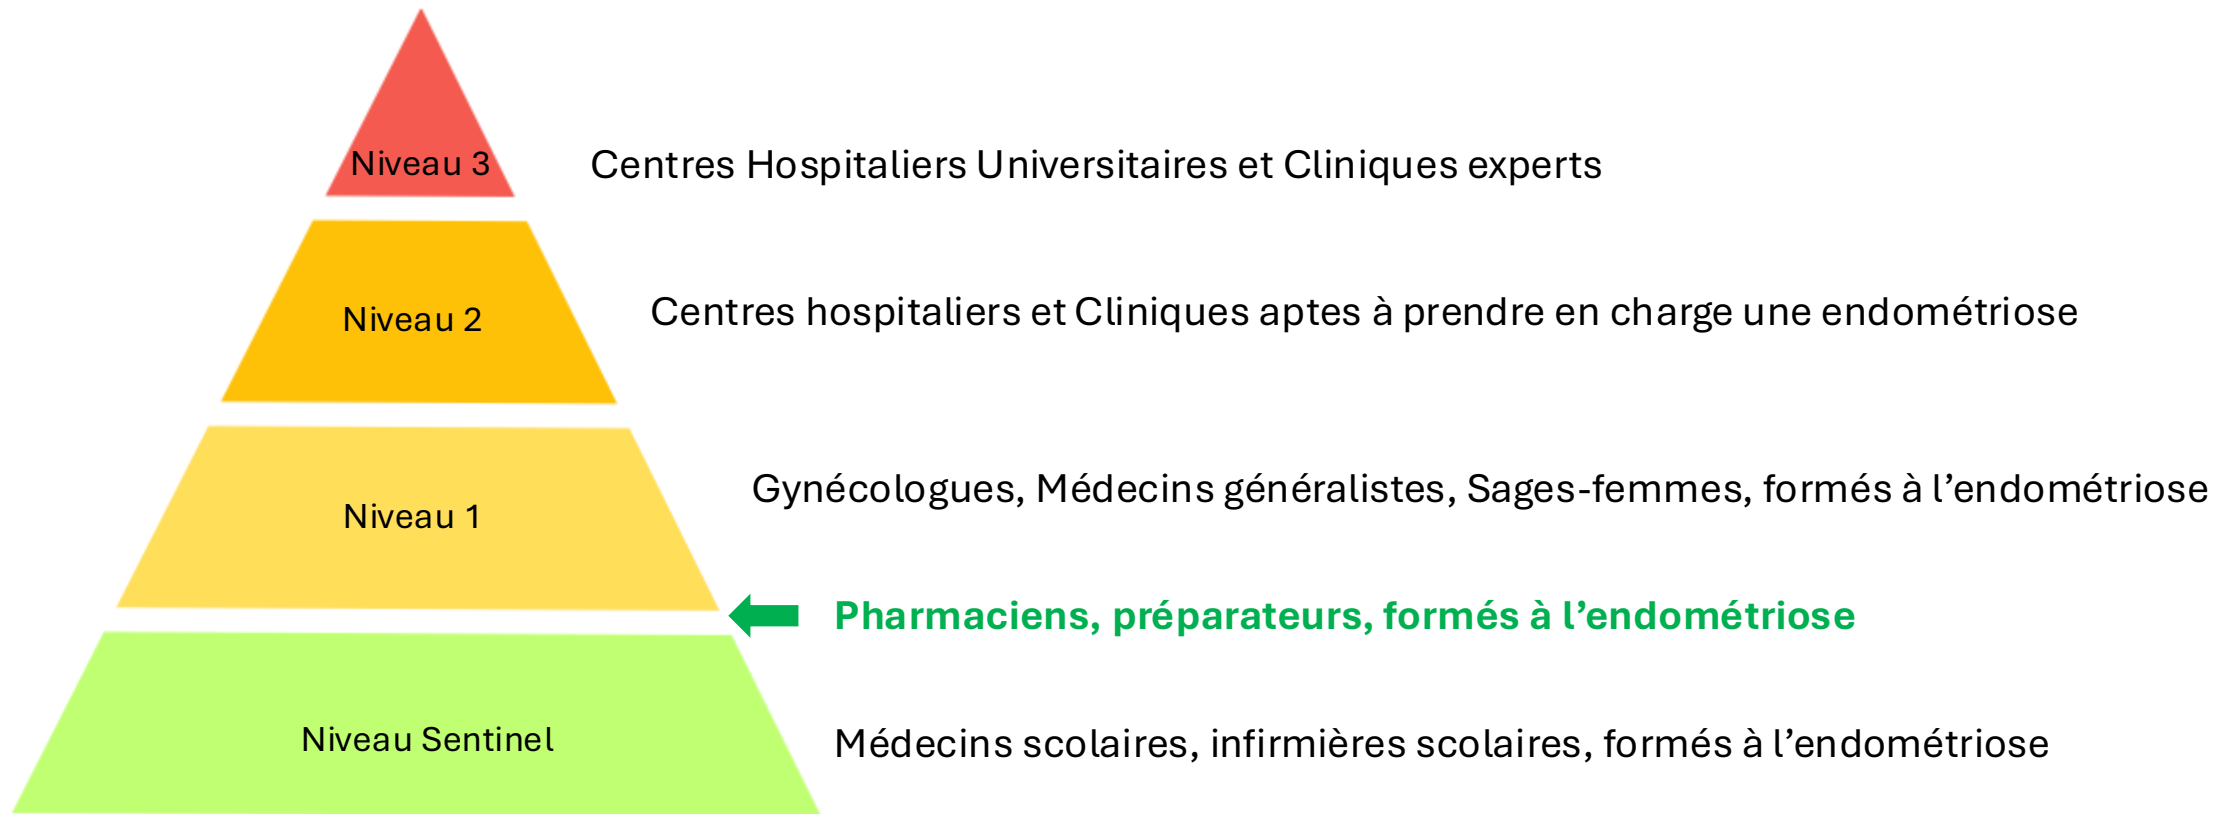 Niveau 3
Centres Hospitaliers Universitaires et Cliniques experts
Niveau 2
Centres hospitaliers et Cliniques aptes à prendre en charge une endométriose
Niveau 1
Gynécologues, Médecins généralistes, Sages-femmes, formés à l’endométriose
Pharmaciens, préparateurs, formés à l’endométriose
Niveau Sentinel
Médecins scolaires, infirmières scolaires, formés à l’endométriose